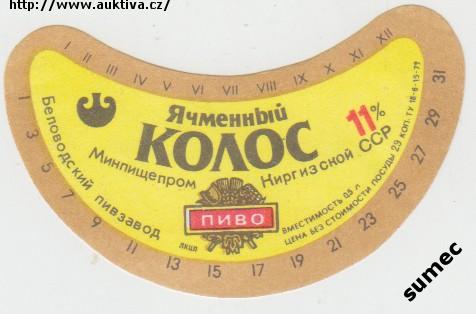 http://www.auktiva.cz/
I II III IV V VI VII VIII IX X XI XII
Ячменный
КОЛОС
11%
Минпищепром Киргизской ССР
Беловодский пивзавод
ПИВО
ВМЕСТИМОСТЬ 0,5 л
ЦЕНА БЕЗ СТОИМОСТИ ПОСУДЫ 29 КОП. ТУ 18-6-15-79
1 3 5 7 9 11 13 15 17 19 21 23 25 27 29 31
sumec